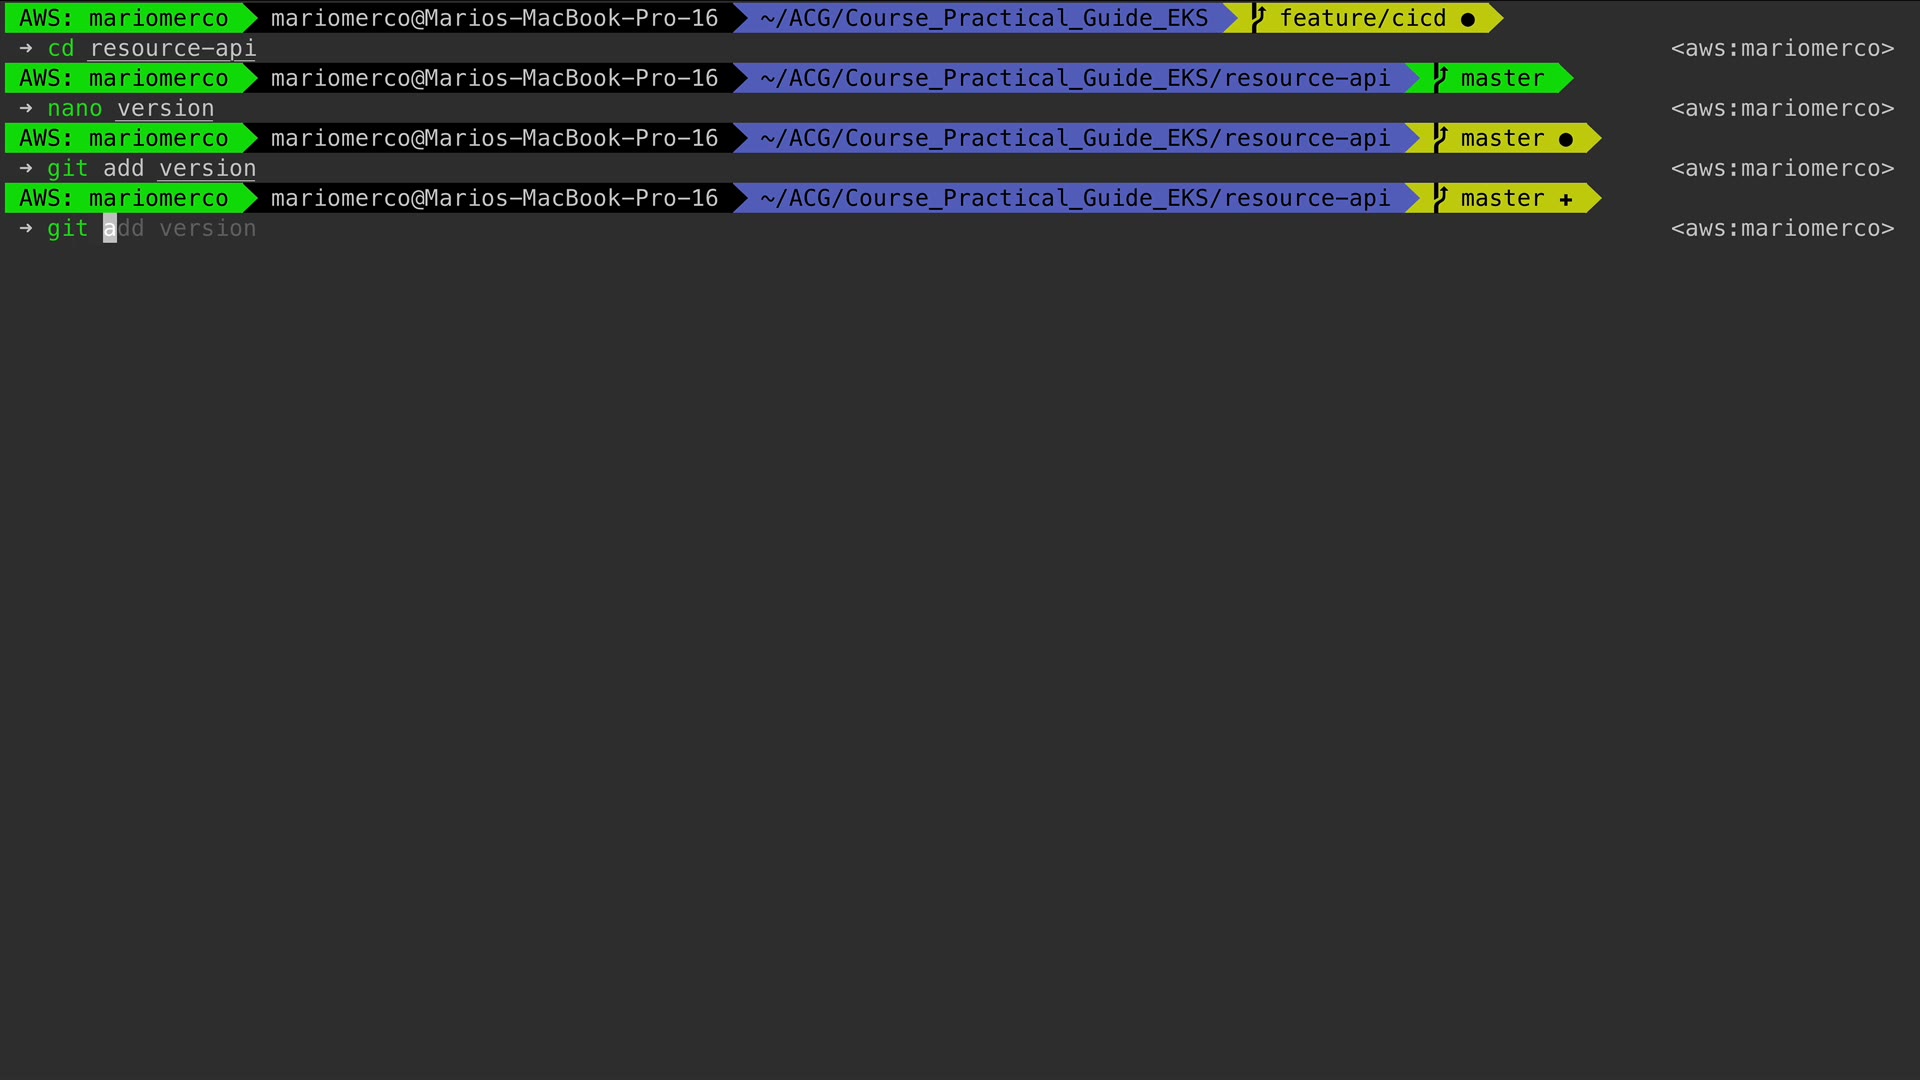 AWS: mariomerco mariomerco@Marios-MacBook-Pro-16 ~/ACG/Course_Practical_Guide_EKS feature/cicd ●
→ cd resource-api <aws:mariomerco>
AWS: mariomerco mariomerco@Marios-MacBook-Pro-16 ~/ACG/Course_Practical_Guide_EKS/resource-api master
→ nano version <aws:mariomerco>
AWS: mariomerco mariomerco@Marios-MacBook-Pro-16 ~/ACG/Course_Practical_Guide_EKS/resource-api master ●
→ git add version <aws:mariomerco>
AWS: mariomerco mariomerco@Marios-MacBook-Pro-16 ~/ACG/Course_Practical_Guide_EKS/resource-api master +
→ git add version <aws:mariomerco>